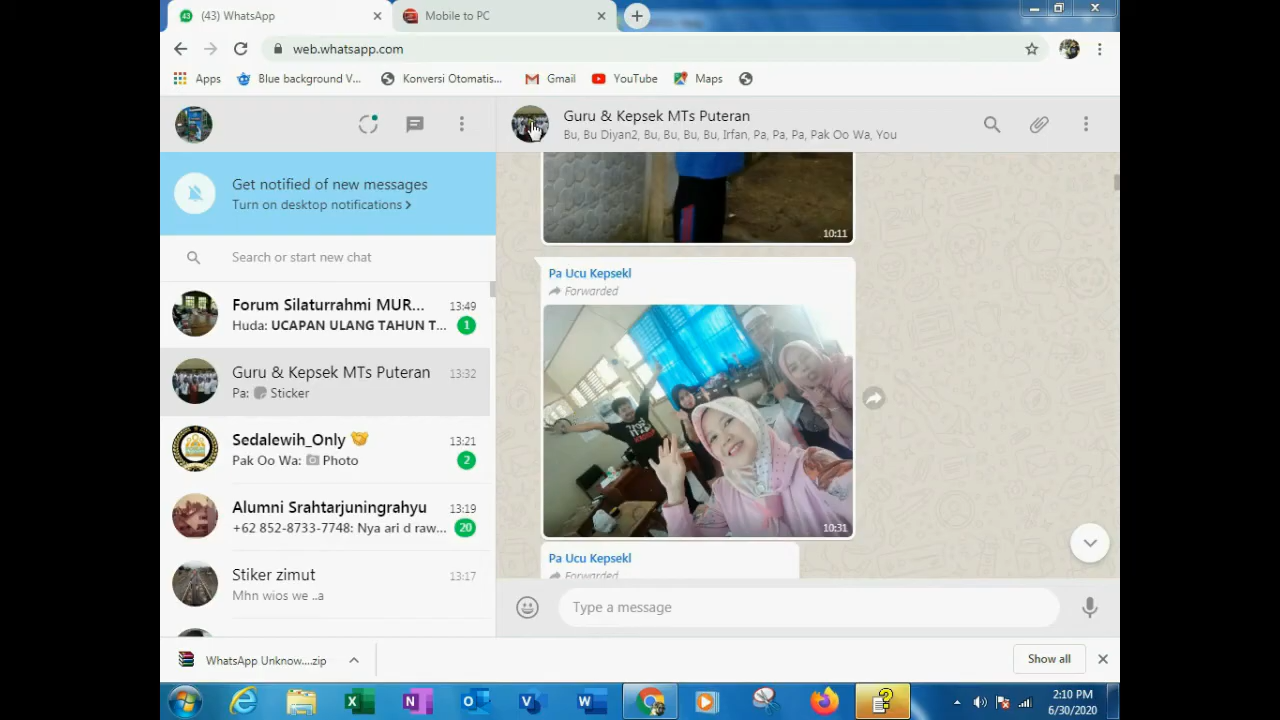 (43) WhatsApp
Mobile to PC
web.whatsapp.com
Apps
Blue background V...
Konversi Otomatis...
Gmail
YouTube
Maps
Guru & Kepsek MTs Puteran
Bu, Bu Diyan2, Bu, Bu, Bu, Bu, Irfan, Pa, Pa, Pa, Pak Oo Wa, You
Get notified of new messages
Turn on desktop notifications >
Search or start new chat
Forum Silaturrahmi MUR... 13:49
Huda: UCAPAN ULANG TAHUN T... 1
Guru & Kepsek MTs Puteran 13:32
Pa: Sticker
Sedalewih_Only 13:21
Pak Oo Wa: Photo 2
Alumni Srahtarjuningrahyu 13:19
+62 852-8733-7748: Nya ari d raw... 20
Stiker zimut 13:17
Mhn wios we ..a
10:11
Pa Ucu Kepsekl
Forwarded
10:31
Pa Ucu Kepsekl
Forwarded
Type a message
WhatsApp Unknow....zip
Show all
2:10 PM
6/30/2020